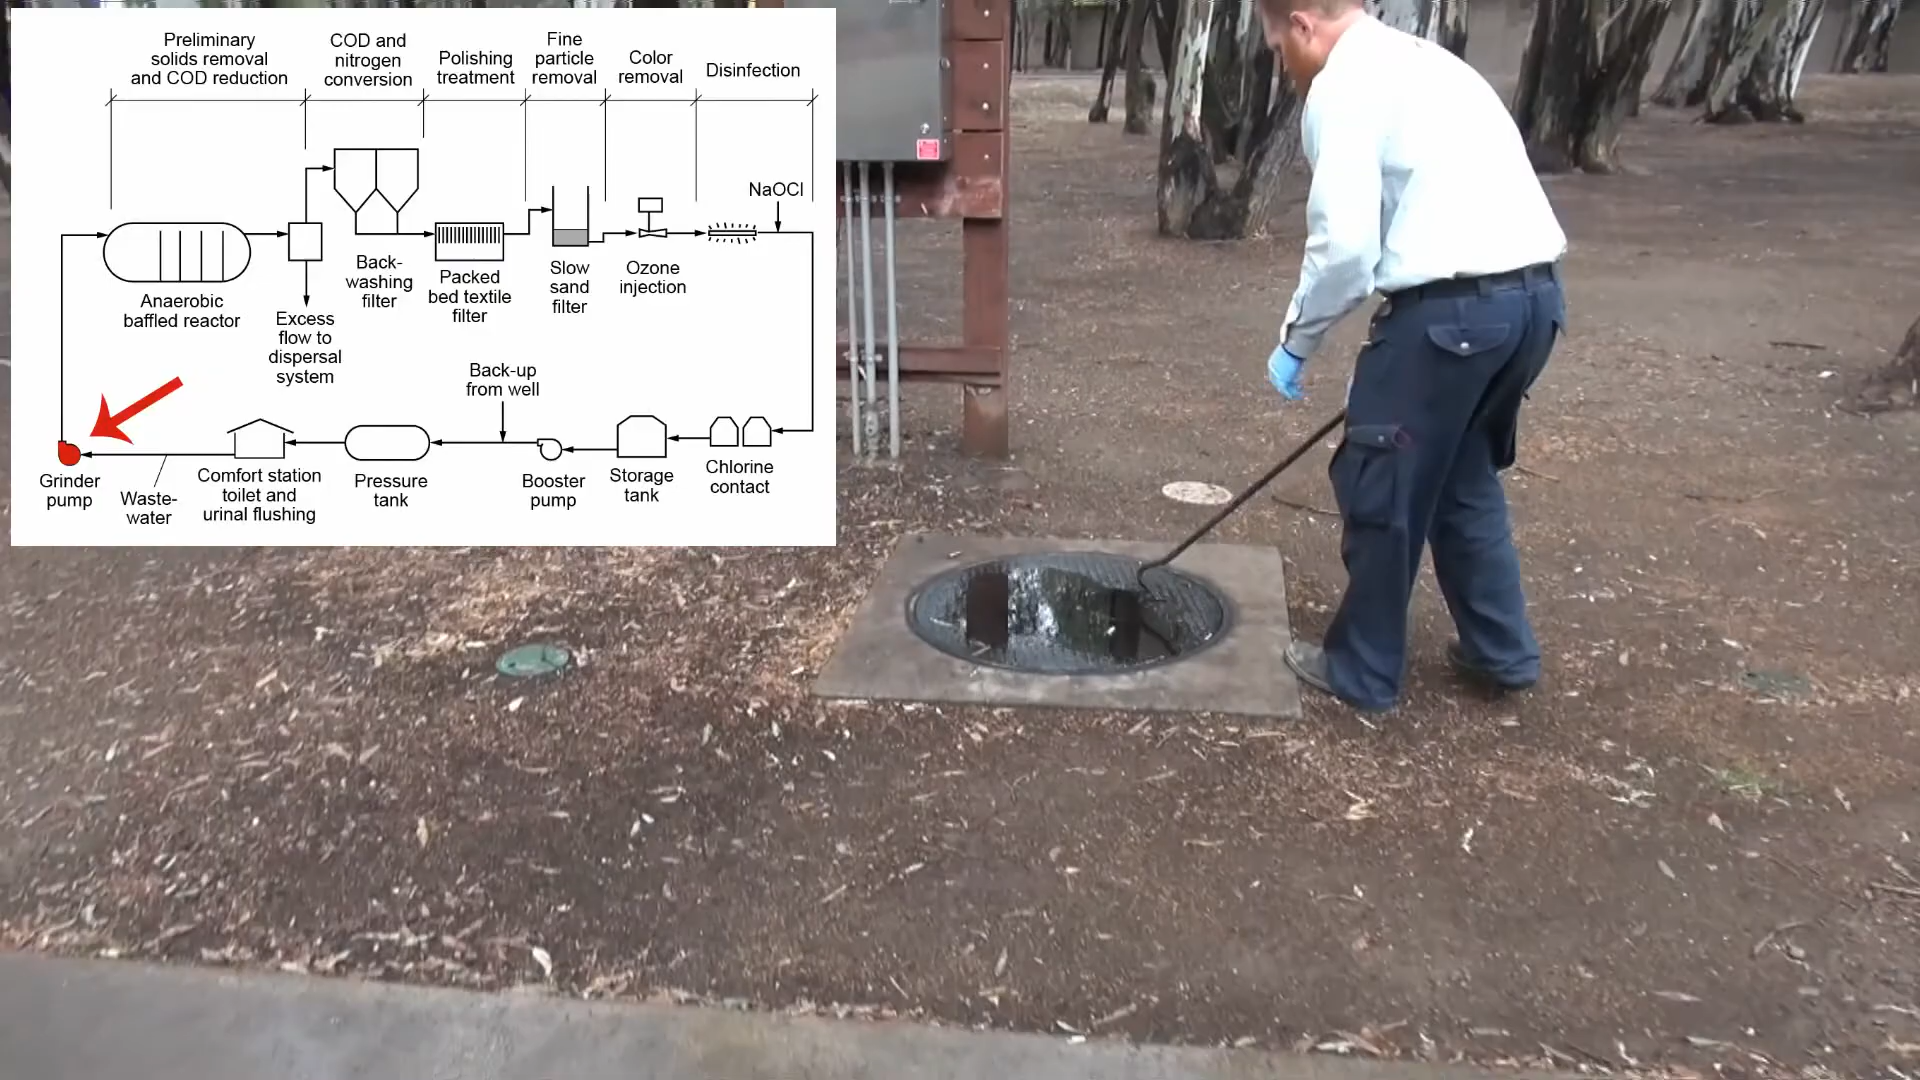 Preliminary
solids removal
and COD reduction
COD and
nitrogen
conversion
Polishing
treatment
Fine
particle
removal
Color
removal
Disinfection
NaOCl
Anaerobic
baffled reactor
Excess
flow to
dispersal
system
Back-
washing
filter
Packed
bed textile
filter
Slow
sand
filter
Ozone
injection
Back-up
from well
Grinder
pump
Waste-
water
Comfort station
toilet and
urinal flushing
Pressure
tank
Booster
pump
Storage
tank
Chlorine
contact